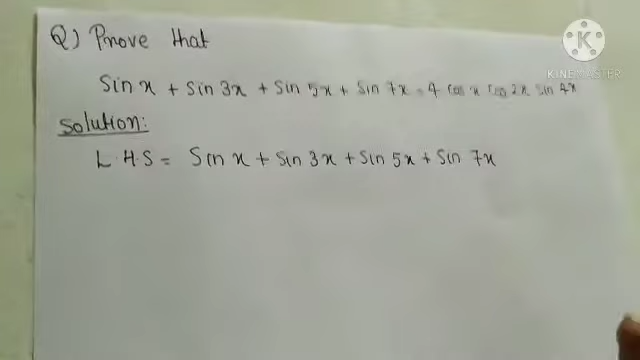 Q) Prove that
KINEMASTER
Sin x + Sin 3x + Sin 5x + Sin 7x = 4 cos x cos 2x sin 4x
Solution:
L.H.S = Sin x + Sin 3x + Sin 5x + Sin 7x